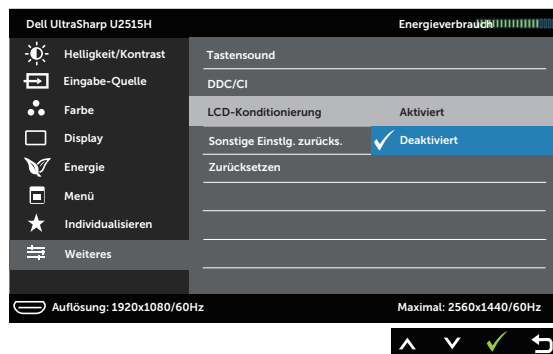 Dell UltraSharp U2515H Energieverbrauch
Helligkeit/Kontrast Tastensound
Eingabe-Quelle DDC/CI
Farbe LCD-Konditionierung Aktiviert
Display Sonstige Einstlg. zurücks. Deaktiviert
Energie Zurücksetzen
Menü
Individualisieren
Weiteres
Auflösung: 1920x1080/60Hz Maximal: 2560x1440/60Hz